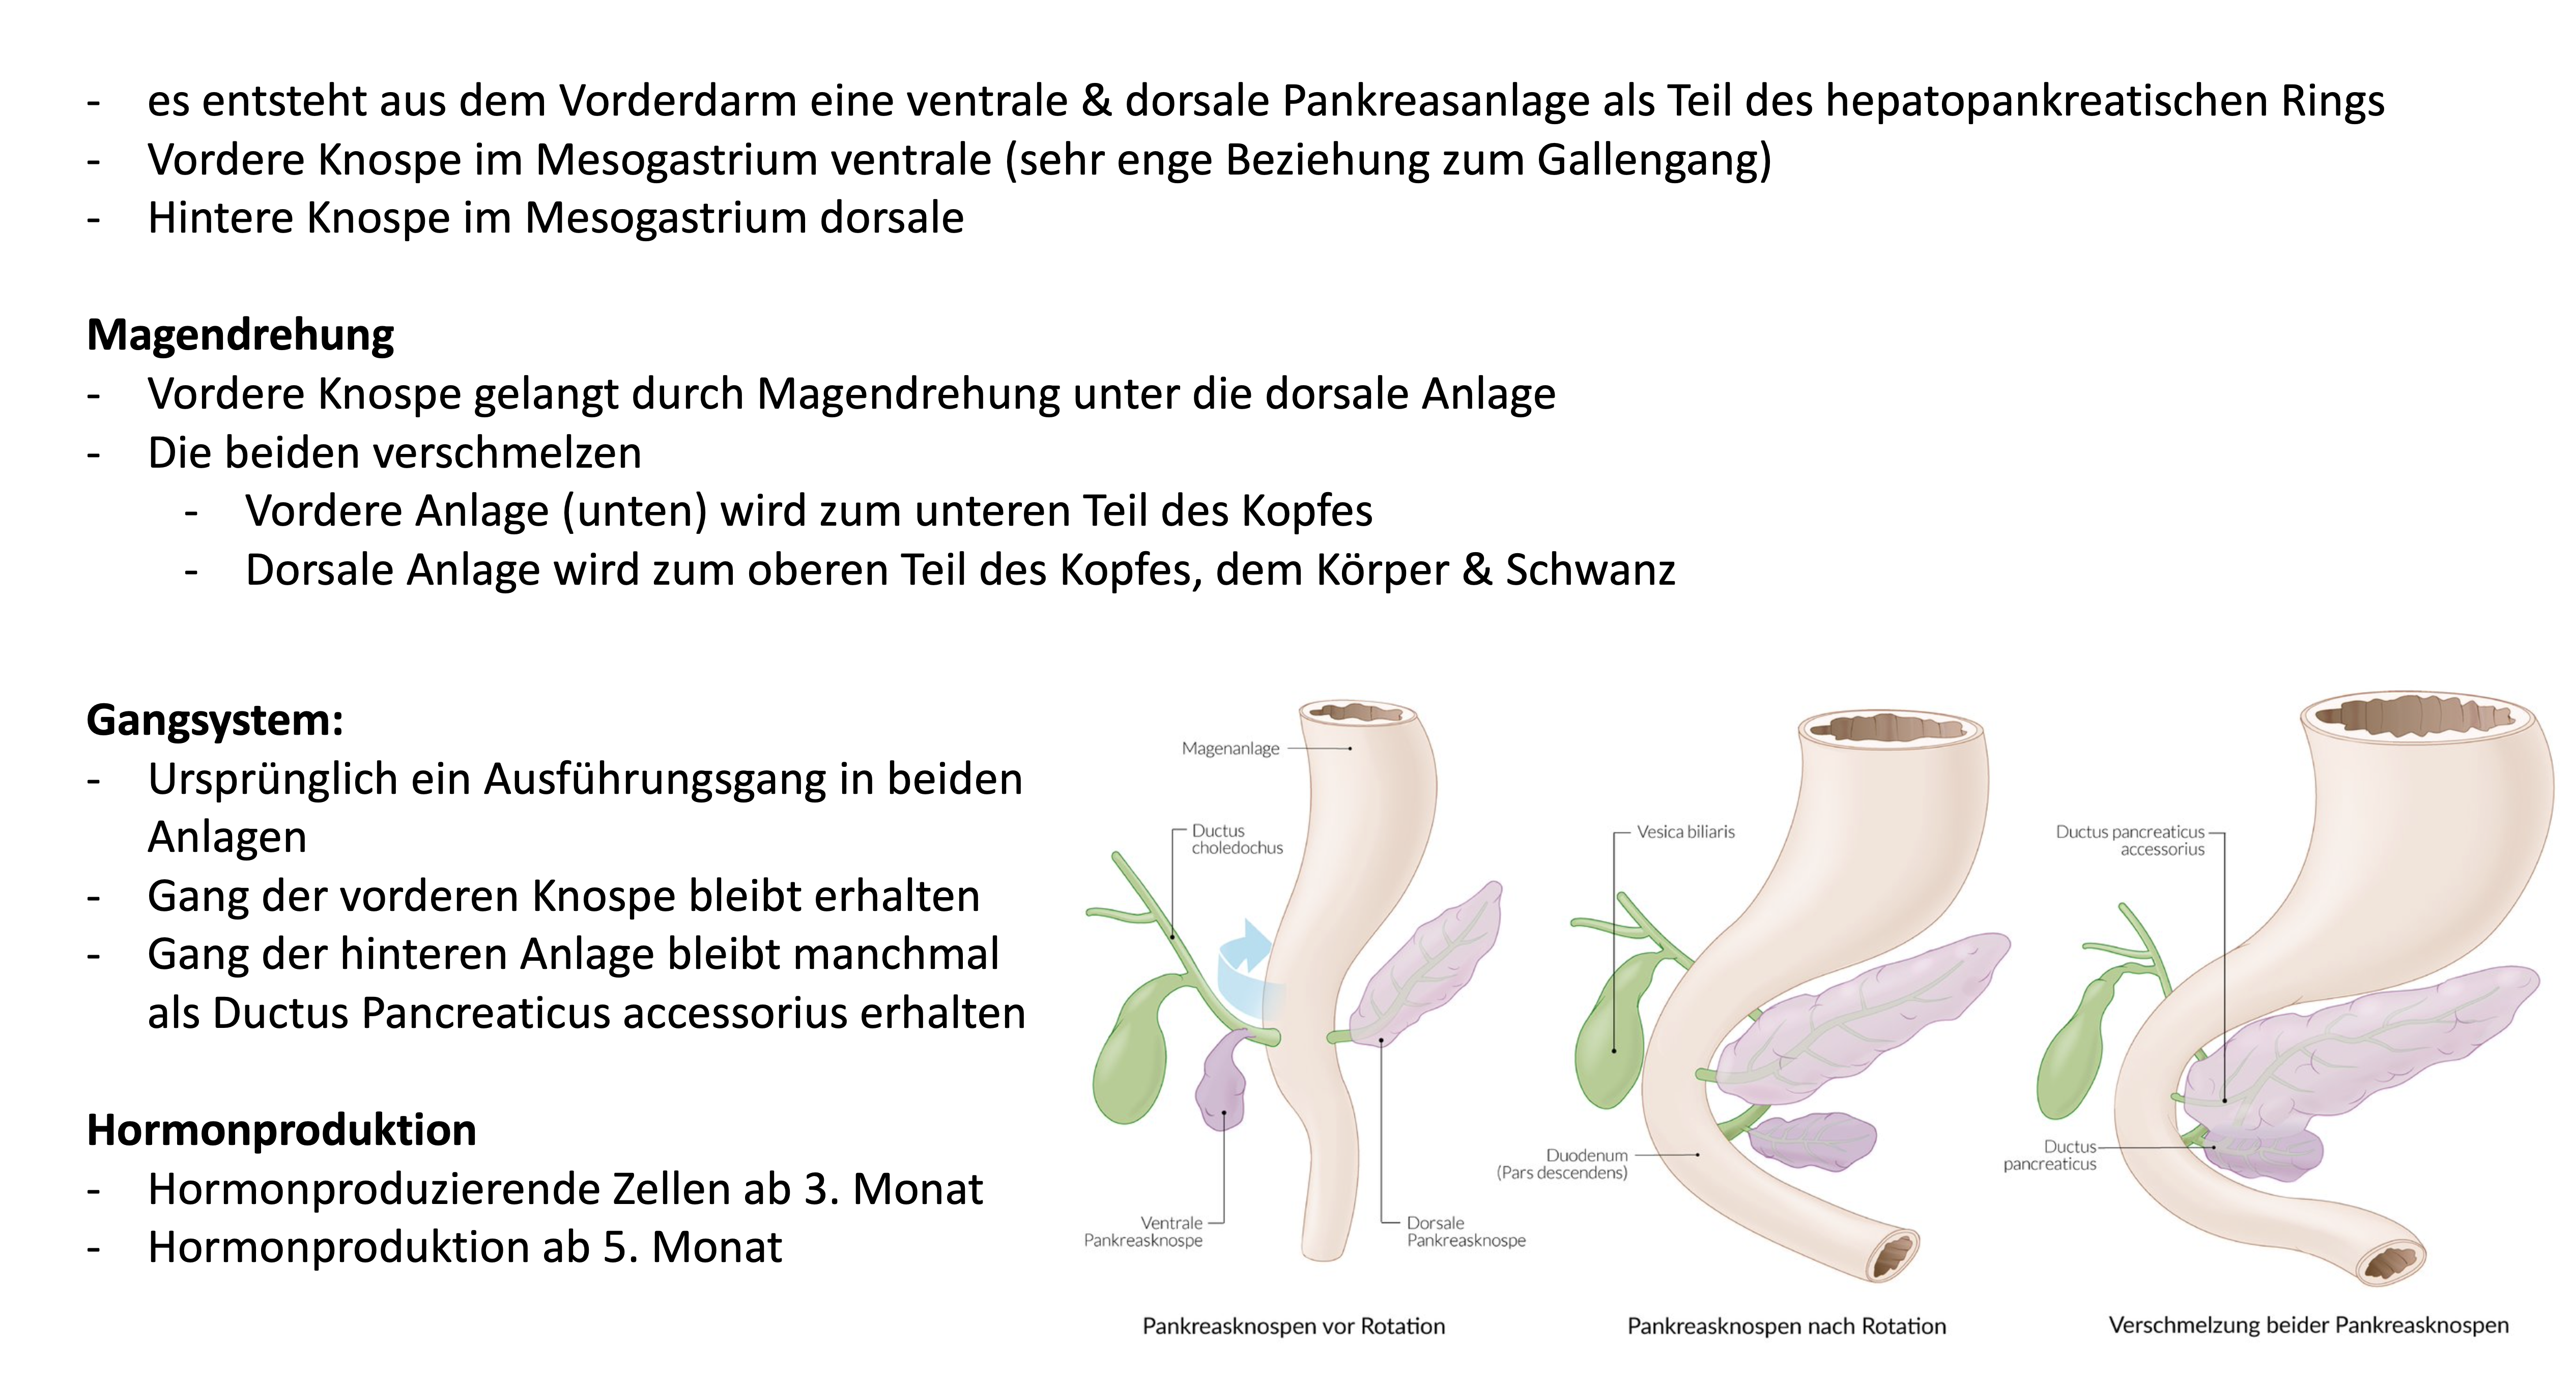 - es entsteht aus dem Vorderdarm eine ventrale & dorsale Pankreasanlage als Teil des hepatopankreatischen Rings
- Vordere Knospe im Mesogastrium ventrale (sehr enge Beziehung zum Gallengang)
- Hintere Knospe im Mesogastrium dorsale
Magendrehung
- Vordere Knospe gelangt durch Magendrehung unter die dorsale Anlage
- Die beiden verschmelzen
- Vordere Anlage (unten) wird zum unteren Teil des Kopfes
- Dorsale Anlage wird zum oberen Teil des Kopfes, dem Körper & Schwanz
Gangsystem:
- Ursprünglich ein Ausführungsgang in beiden
Anlagen
- Gang der vorderen Knospe bleibt erhalten
- Gang der hinteren Anlage bleibt manchmal
als Ductus Pancreaticus accessorius erhalten
Hormonproduktion
- Hormonproduzierende Zellen ab 3. Monat
- Hormonproduktion ab 5. Monat
Magenanlage
Ductus
choledochus
Ventrale
Pankreasknospe
Dorsale
Pankreasknospe
Pankreasknospen vor Rotation
Vesica biliaris
Duodenum
(Pars descendens)
Pankreasknospen nach Rotation
Ductus pancreaticus
accessorius
Ductus
pancreaticus
Verschmelzung beider Pankreasknospen